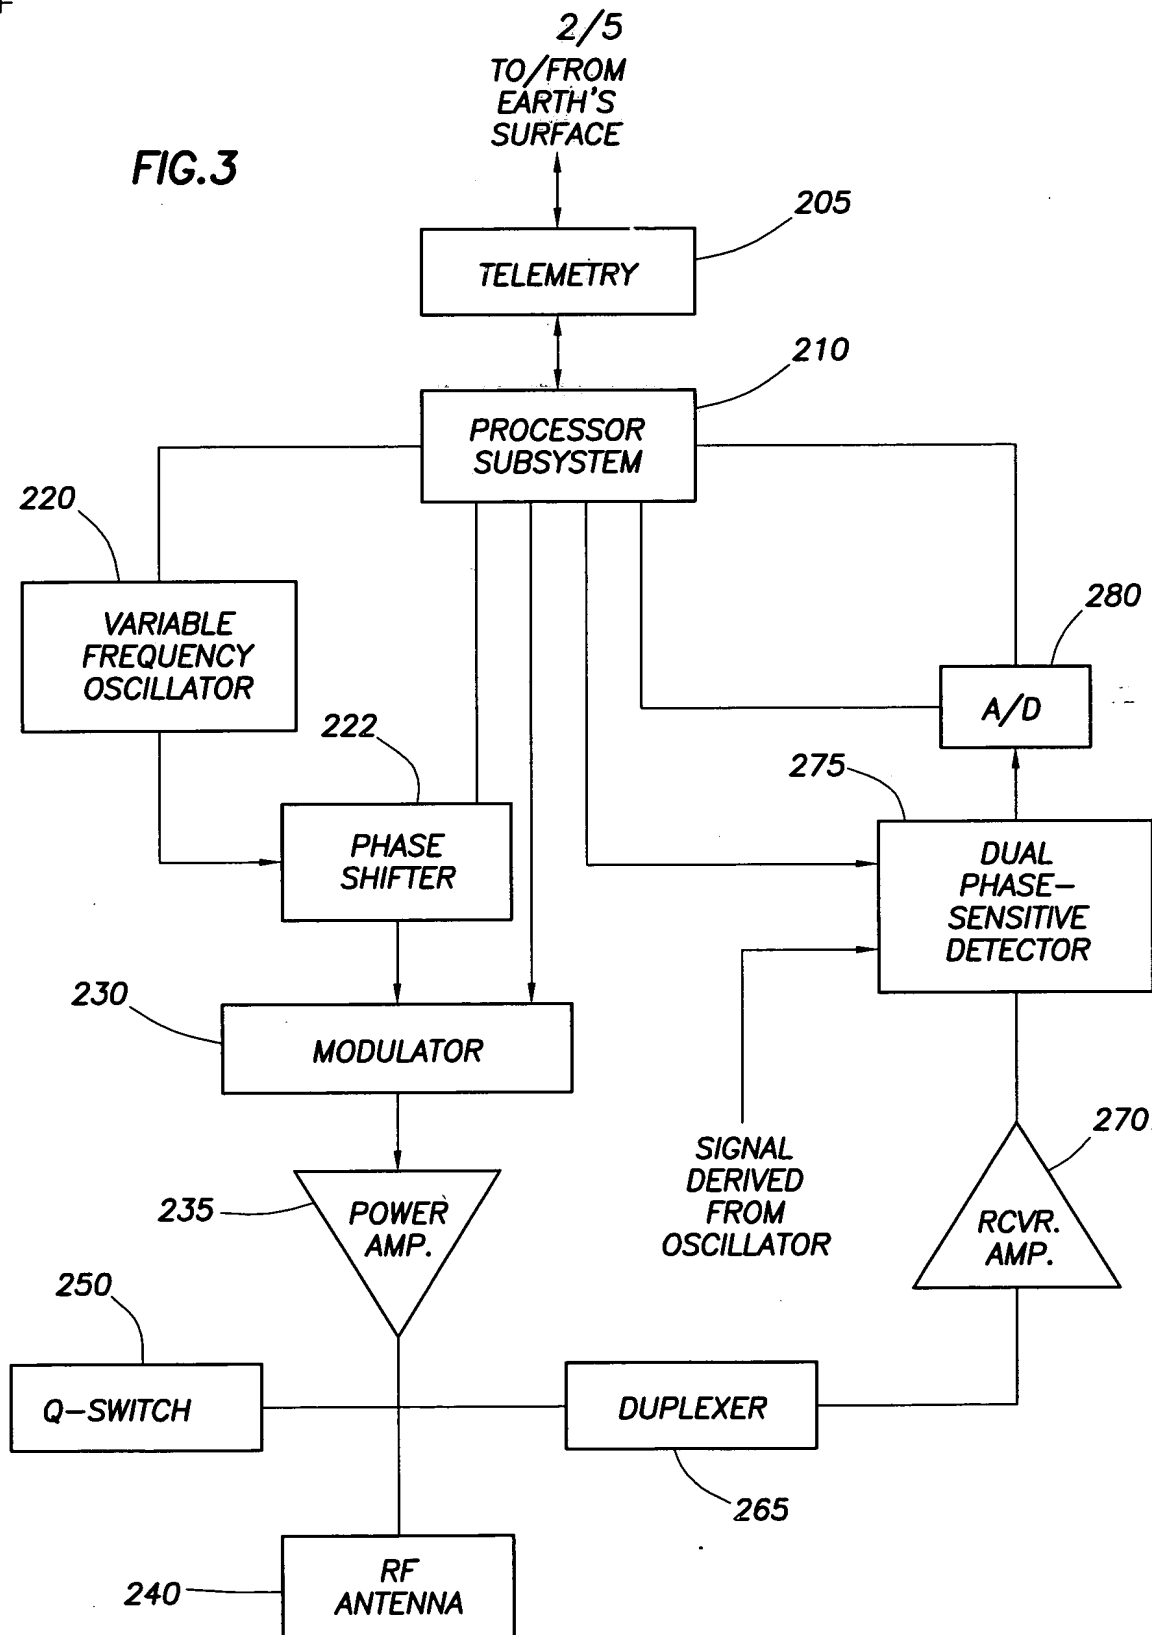 2/5
TO/FROM
EARTH'S
SURFACE
FIG.3
205
TELEMETRY
210
PROCESSOR
SUBSYSTEM
220
VARIABLE
FREQUENCY
OSCILLATOR
280
A/D
222
PHASE
SHIFTER
275
DUAL
PHASE-
SENSITIVE
DETECTOR
230
MODULATOR
SIGNAL
DERIVED
FROM
OSCILLATOR
270
RCVR.
AMP.
235
POWER
AMP.
250
Q-SWITCH
DUPLEXER
265
240
RF
ANTENNA